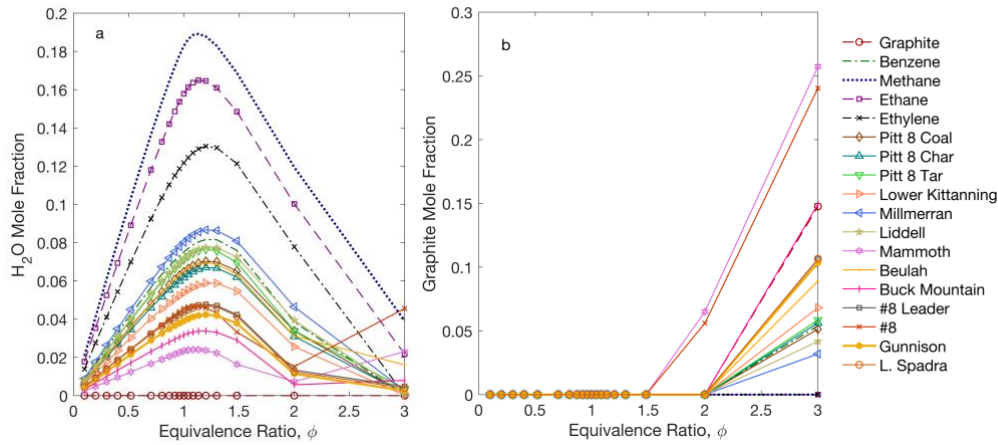 a
H2O Mole Fraction
0.2
0.18
0.16
0.14
0.12
0.1
0.08
0.06
0.04
0.02
0
0 0.5 1 1.5 2 2.5 3
Equivalence Ratio, ϕ
b
Graphite Mole Fraction
0.3
0.25
0.2
0.15
0.1
0.05
0
0 0.5 1 1.5 2 2.5 3
Equivalence Ratio, ϕ
Graphite
Benzene
Methane
Ethane
Ethylene
Pitt 8 Coal
Pitt 8 Char
Pitt 8 Tar
Lower Kittanning
Millmerran
Liddell
Mammoth
Beulah
Buck Mountain
#8 Leader
#8
Gunnison
L. Spadra